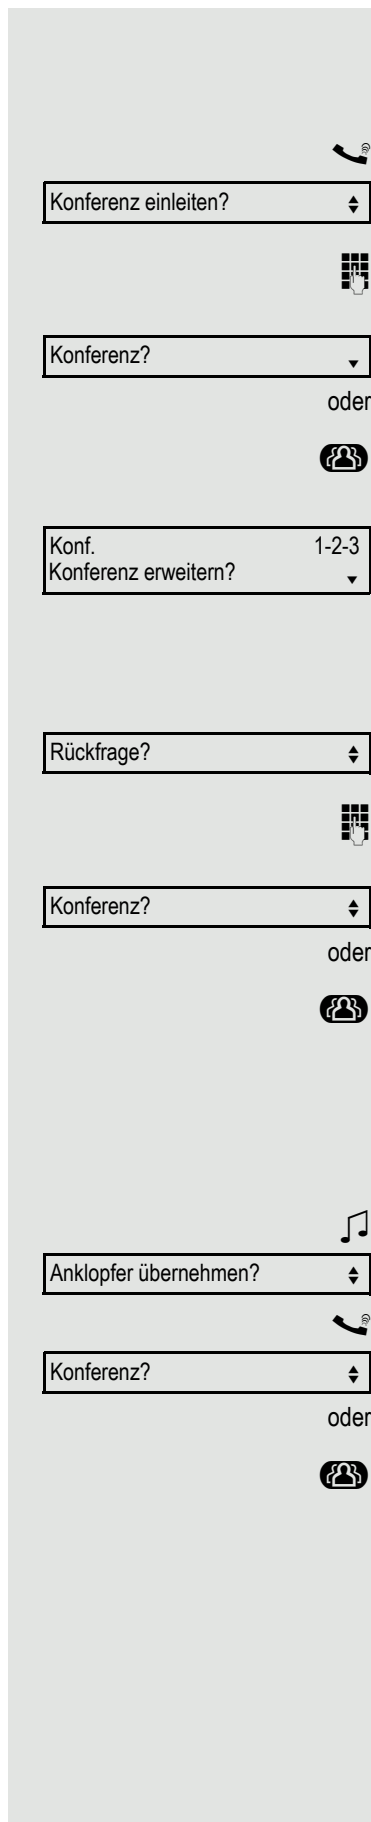 Konferenz einleiten?
Konferenz?
oder
Konf. 1-2-3
Konferenz erweitern?
Rückfrage?
Konferenz?
oder
Anklopfer übernehmen?
Konferenz?
oder